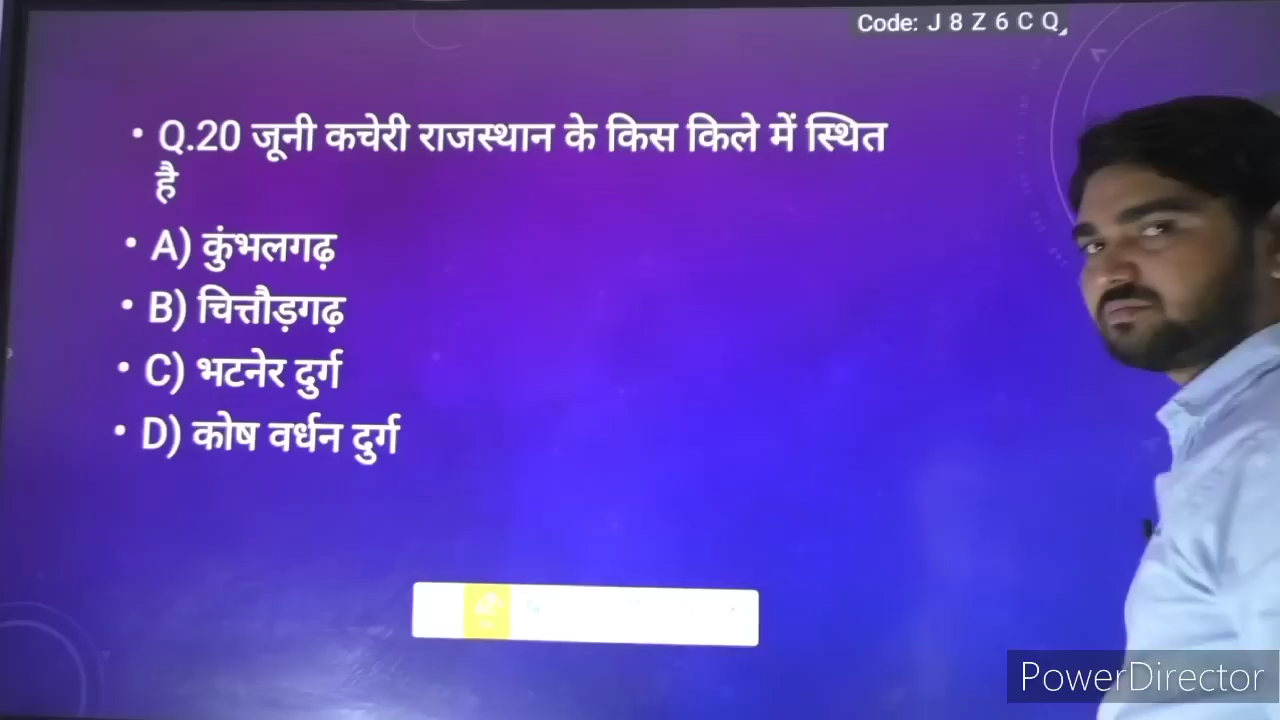 Code: J 8 Z 6 C Q
• Q.20 जूनी कचेरी राजस्थान के किस किले में स्थित
है
• A) कुंभलगढ़
• B) चित्तौड़गढ़
• C) भटनेर दुर्ग
• D) कोष वर्धन दुर्ग
PowerDirector